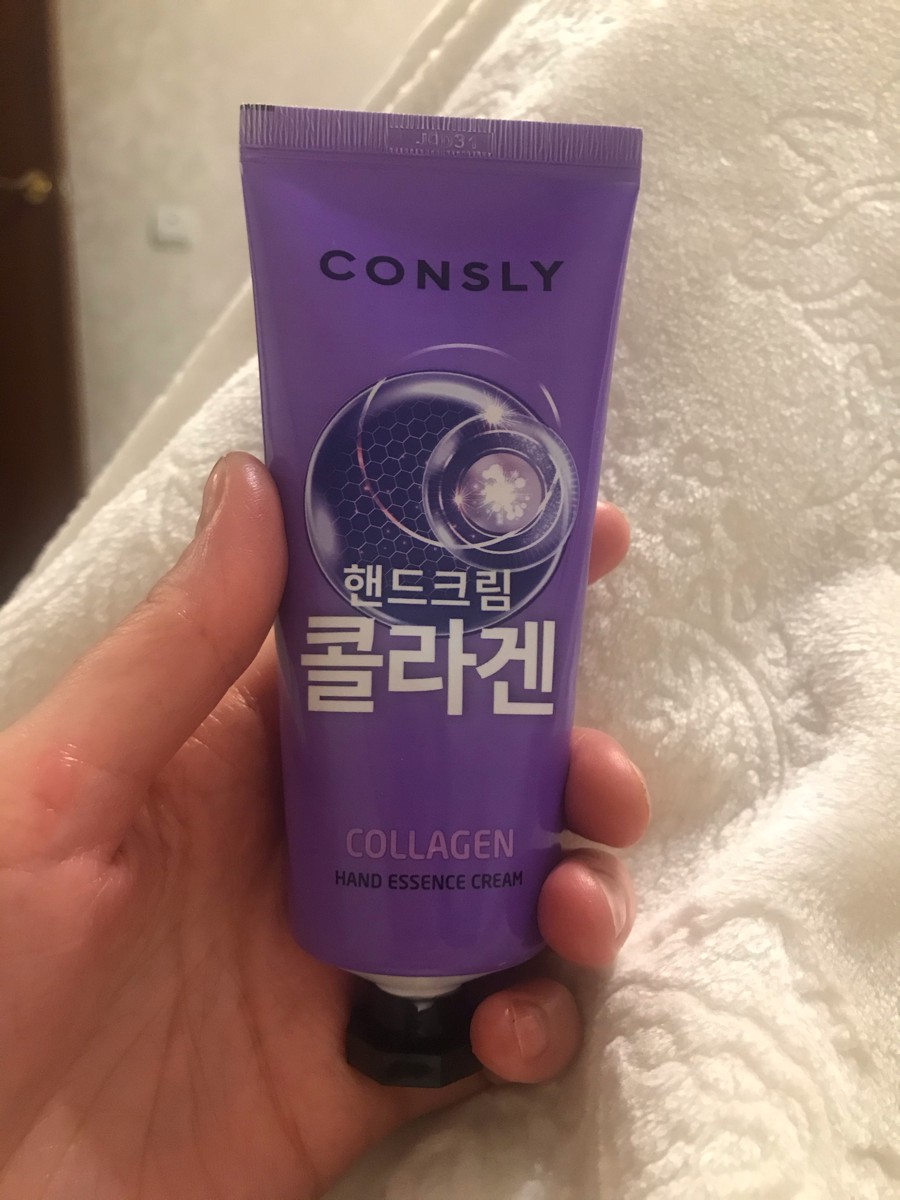 CONSLY
핸드크림
콜라겐
COLLAGEN
HAND ESSENCE CREAM